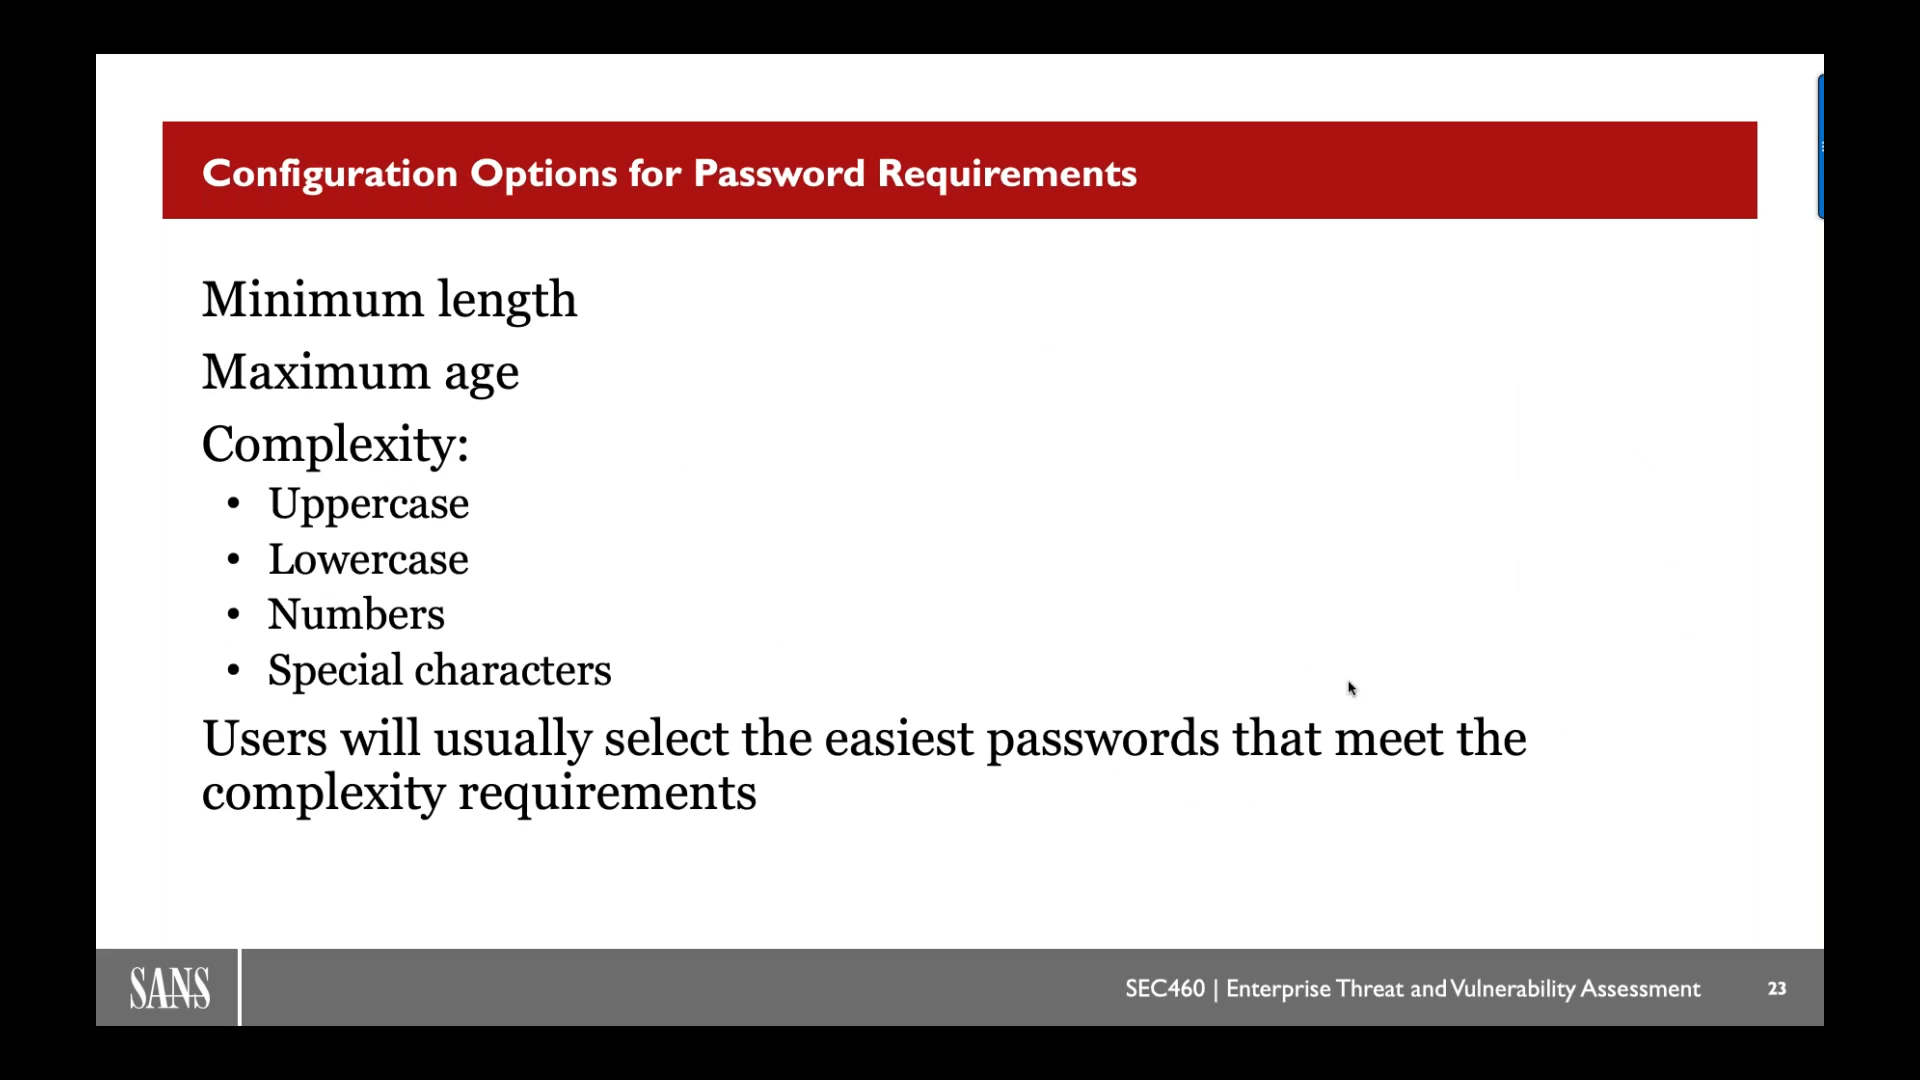 Configuration Options for Password Requirements
Minimum length
Maximum age
Complexity:
• Uppercase
• Lowercase
• Numbers
• Special characters
Users will usually select the easiest passwords that meet the
complexity requirements
SANS
SEC460 | Enterprise Threat and Vulnerability Assessment
23